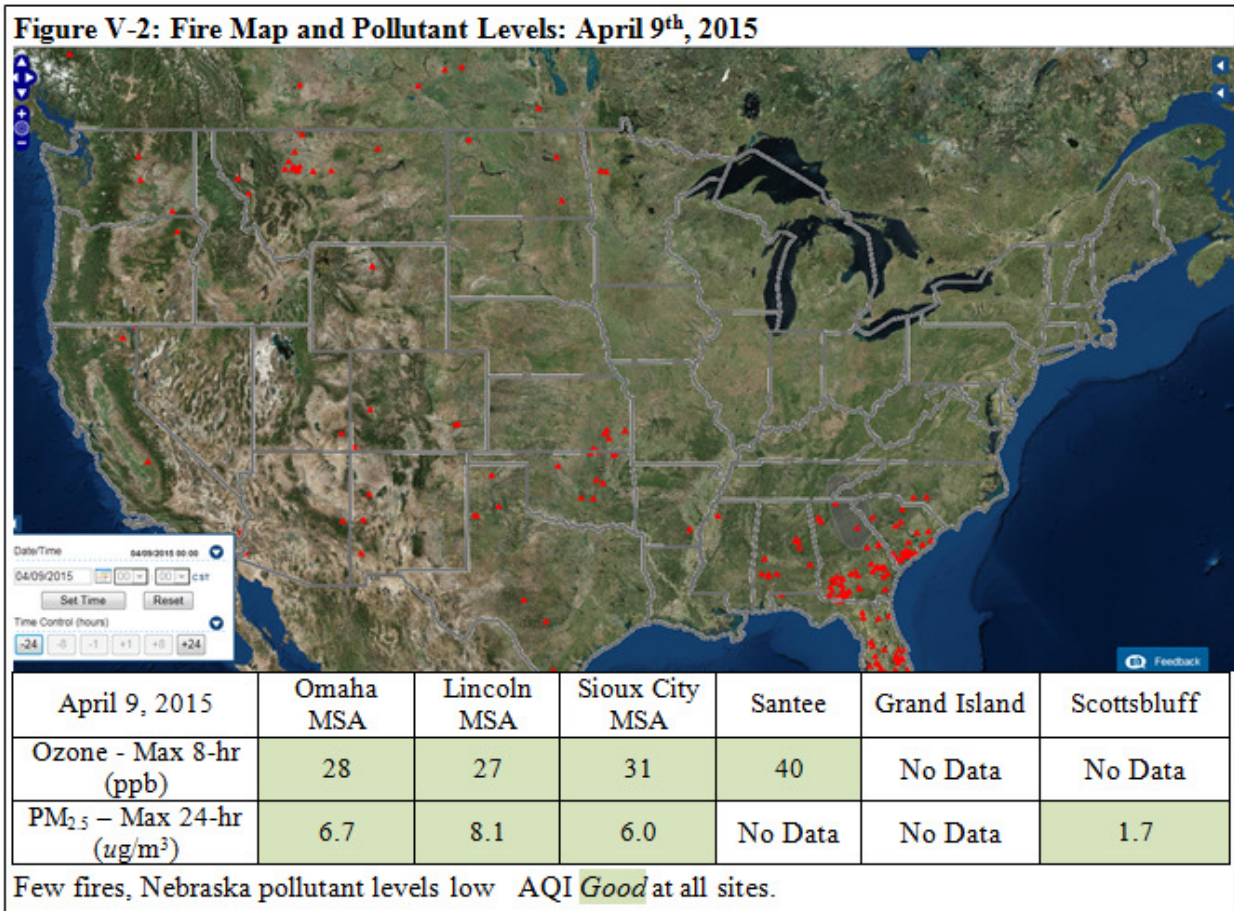 Figure V-2: Fire Map and Pollutant Levels: April 9th, 2015
Date/Time 04/09/2015 00:00
04/09/2015 00 : 00 CST
Set Time Reset
Time Control (hours)
-24 -6 -1 +1 +6 +24
Feedback
April 9, 2015 Omaha MSA Lincoln MSA Sioux City MSA Santee Grand Island Scottsbluff
Ozone - Max 8-hr (ppb) 28 27 31 40 No Data No Data
PM2.5 – Max 24-hr (ug/m³) 6.7 8.1 6.0 No Data No Data 1.7
Few fires, Nebraska pollutant levels low AQI Good at all sites.